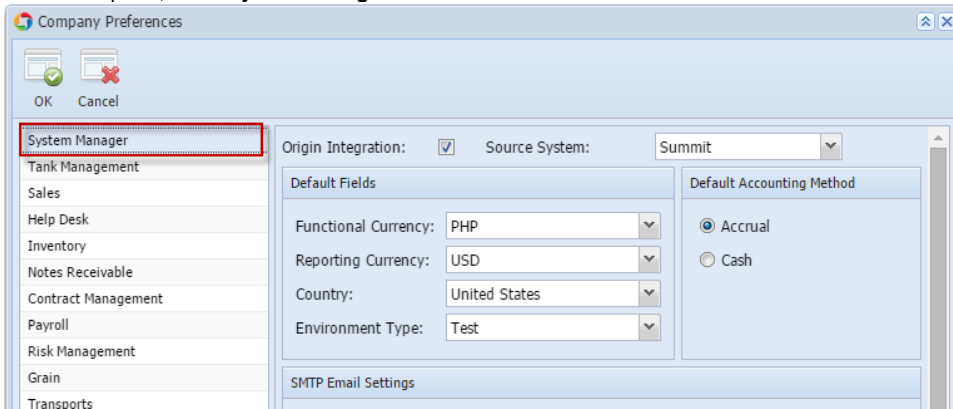 Company Preferences
OK Cancel
System Manager
Tank Management
Sales
Help Desk
Inventory
Notes Receivable
Contract Management
Payroll
Risk Management
Grain
Transports
Origin Integration: Source System: Summit
Default Fields
Functional Currency: PHP
Reporting Currency: USD
Country: United States
Environment Type: Test
Default Accounting Method
Accrual
Cash
SMTP Email Settings